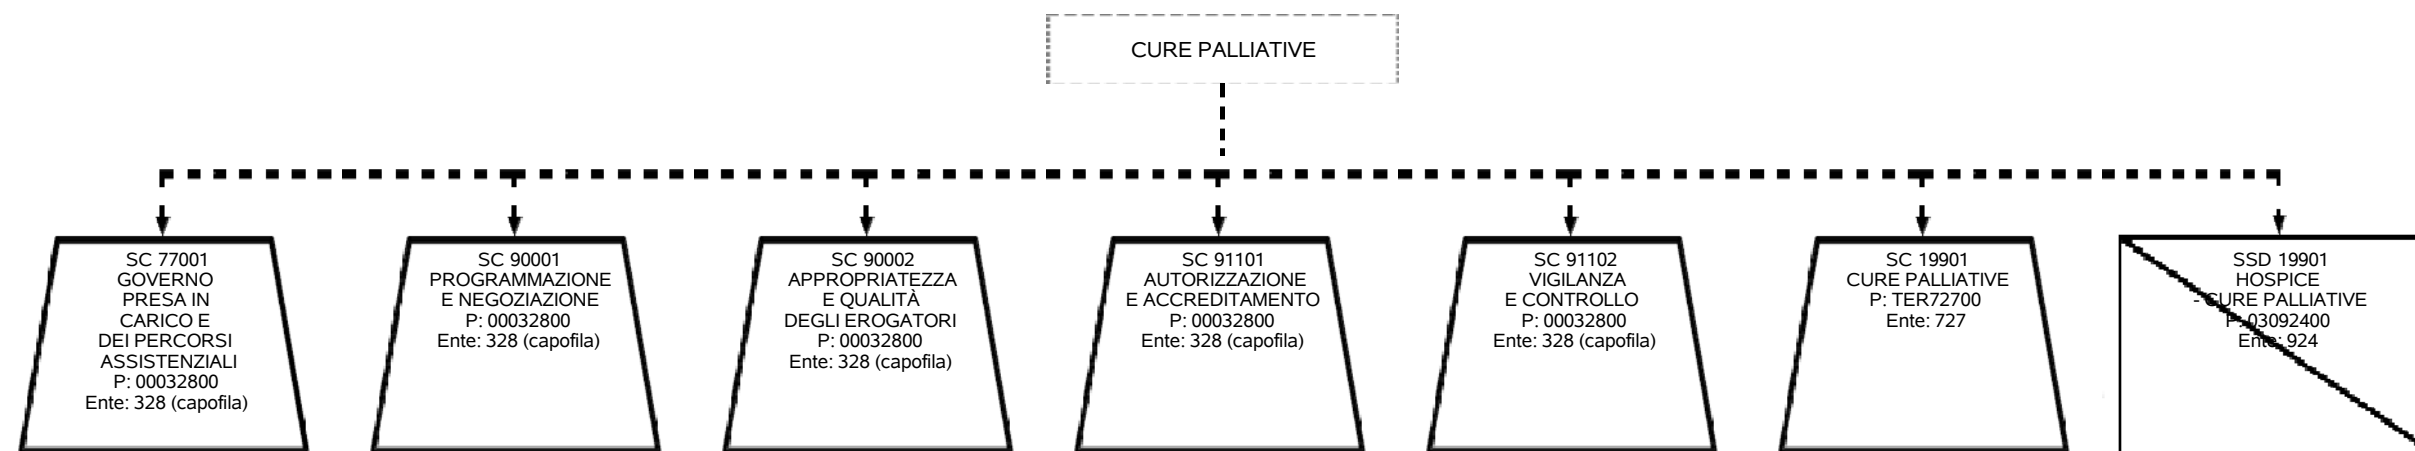 CURE PALLIATIVE
SC 77001
GOVERNO
PRESA IN
CARICO E
DEI PERCORSI
ASSISTENZIALI
P: 00032800
Ente: 328 (capofila)
SC 90001
PROGRAMMAZIONE
E NEGOZIAZIONE
P: 00032800
Ente: 328 (capofila)
SC 90002
APPROPRIATEZZA
E QUALITÀ
DEGLI EROGATORI
P: 00032800
Ente: 328 (capofila)
SC 91101
AUTORIZZAZIONE
E ACCREDITAMENTO
P: 00032800
Ente: 328 (capofila)
SC 91102
VIGILANZA
E CONTROLLO
P: 00032800
Ente: 328 (capofila)
SC 19901
CURE PALLIATIVE
P: TER72700
Ente: 727
SSD 19901
HOSPICE
- CURE PALLIATIVE
P: 03092400
Ente: 924